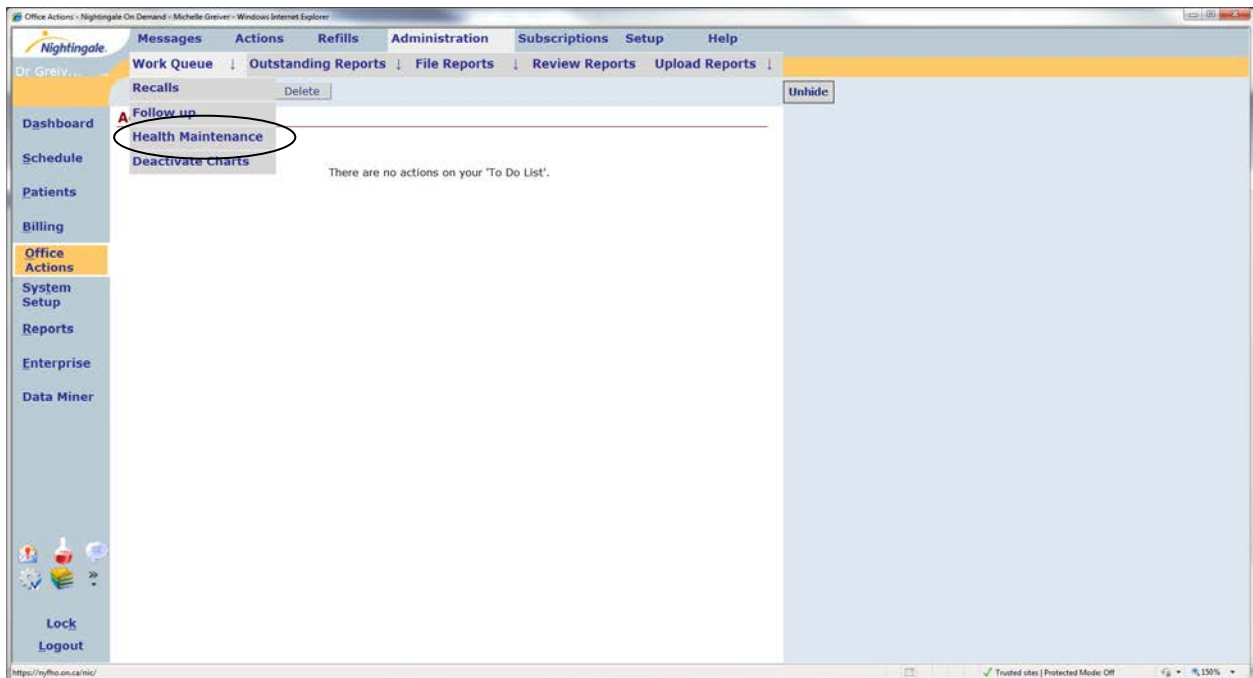 Office Actions - Nightingale On Demand - Michelle Greiver - Windows Internet Explorer
Nightingale.
Messages Actions Refills Administration Subscriptions Setup Help
Dr Greiv...
Work Queue ↓ Outstanding Reports ↓ File Reports ↓ Review Reports Upload Reports ↓
Recalls
Delete
Unhide
A
Follow up
Health Maintenance
Deactivate Charts
There are no actions on your 'To Do List'.
Dashboard
Schedule
Patients
Billing
Office
Actions
System
Setup
Reports
Enterprise
Data Miner
Lock
Logout
https://nyfho.on.ca/nic/
Trusted sites | Protected Mode: Off
150%